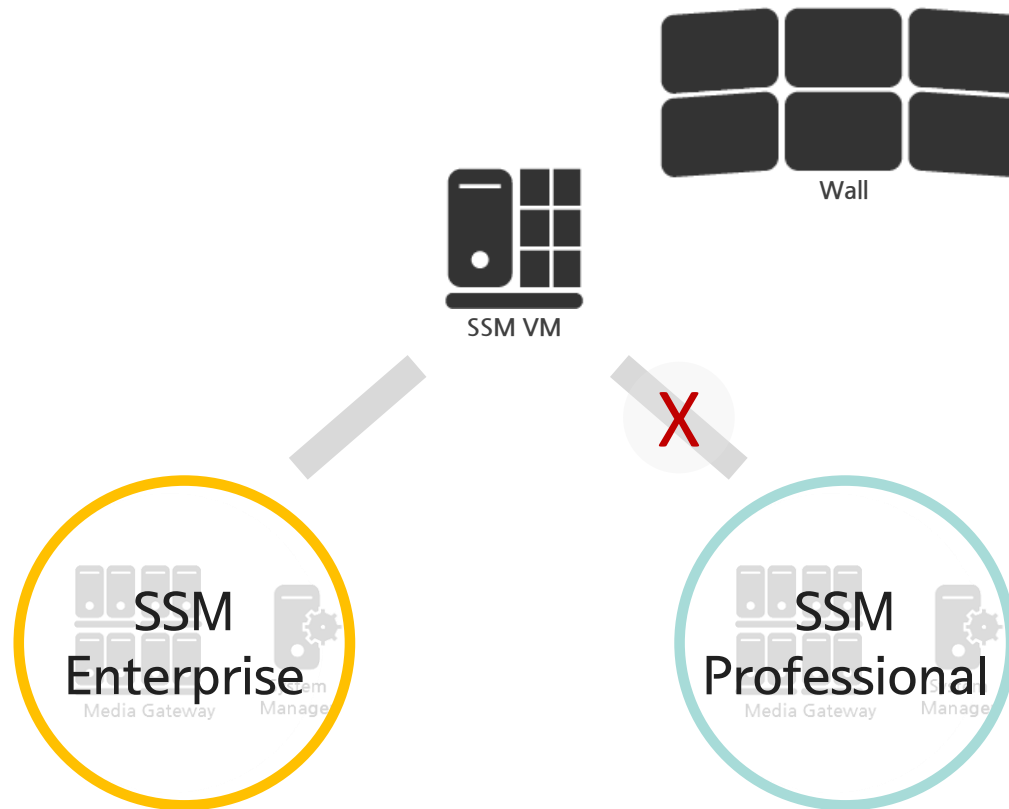 Wall
SSM VM
X
SSM
Enterprise
Media Gateway
SSM
Professional
Media Gateway